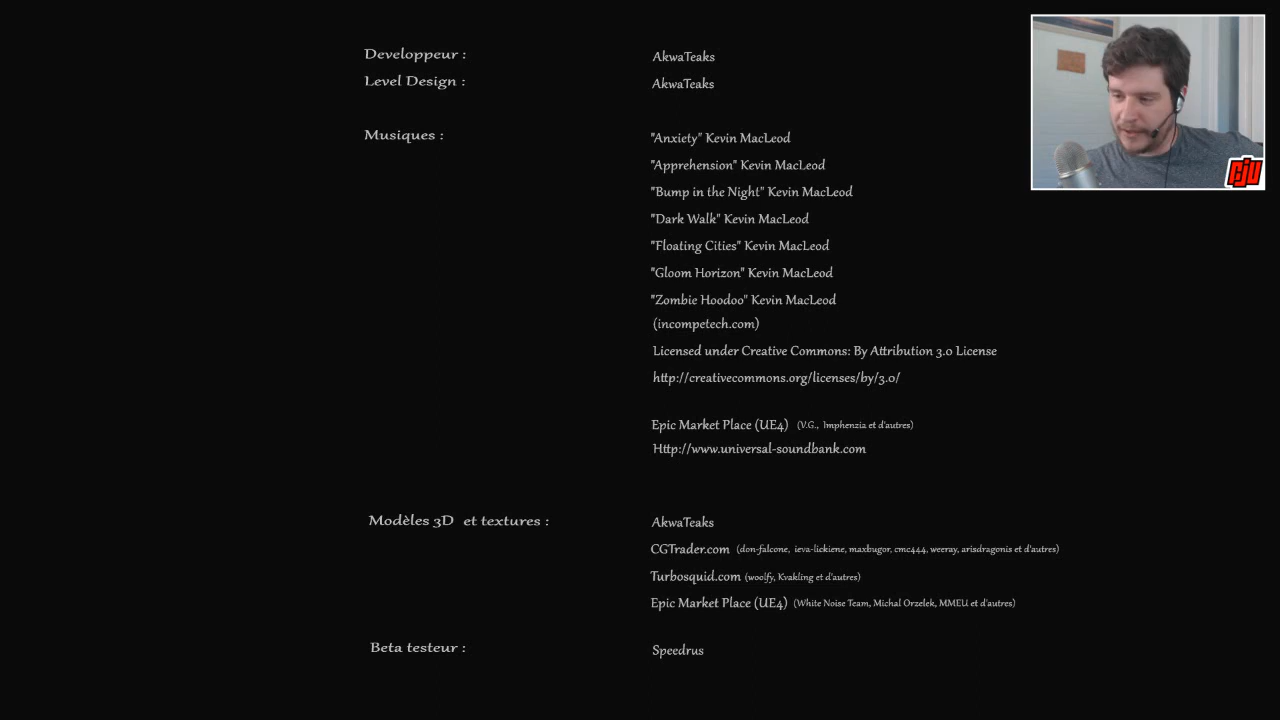 Developpeur : AkwaTeaks
Level Design : AkwaTeaks
Musiques : "Anxiety" Kevin MacLeod
"Apprehension" Kevin MacLeod
"Bump in the Night" Kevin MacLeod
"Dark Walk" Kevin MacLeod
"Floating Cities" Kevin MacLeod
"Gloom Horizon" Kevin MacLeod
"Zombie Hoodoo" Kevin MacLeod
(incompetech.com)
Licensed under Creative Commons: By Attribution 3.0 License
http://creativecommons.org/licenses/by/3.0/
Epic Market Place (UE4) (V.G., Imphenzia et d'autres)
Http://www.universal-soundbank.com
Modèles 3D et textures : AkwaTeaks
CGTrader.com (don-falcone, ieva-lickiene, maxbugor, cmc444, weeray, arisdragonis et d'autres)
Turbosquid.com (woolfy, Kvakling et d'autres)
Epic Market Place (UE4) (White Noise Team, Michal Orzelek, MMEU et d'autres)
Beta testeur : Speedrus